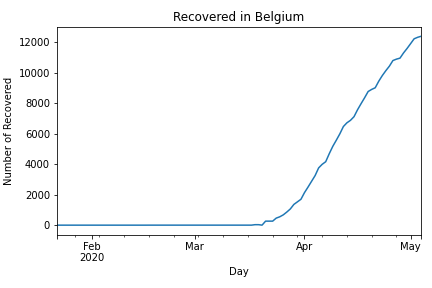 Recovered in Belgium
Number of Recovered
12000
10000
8000
6000
4000
2000
0
Feb
2020
Mar
Apr
May
Day